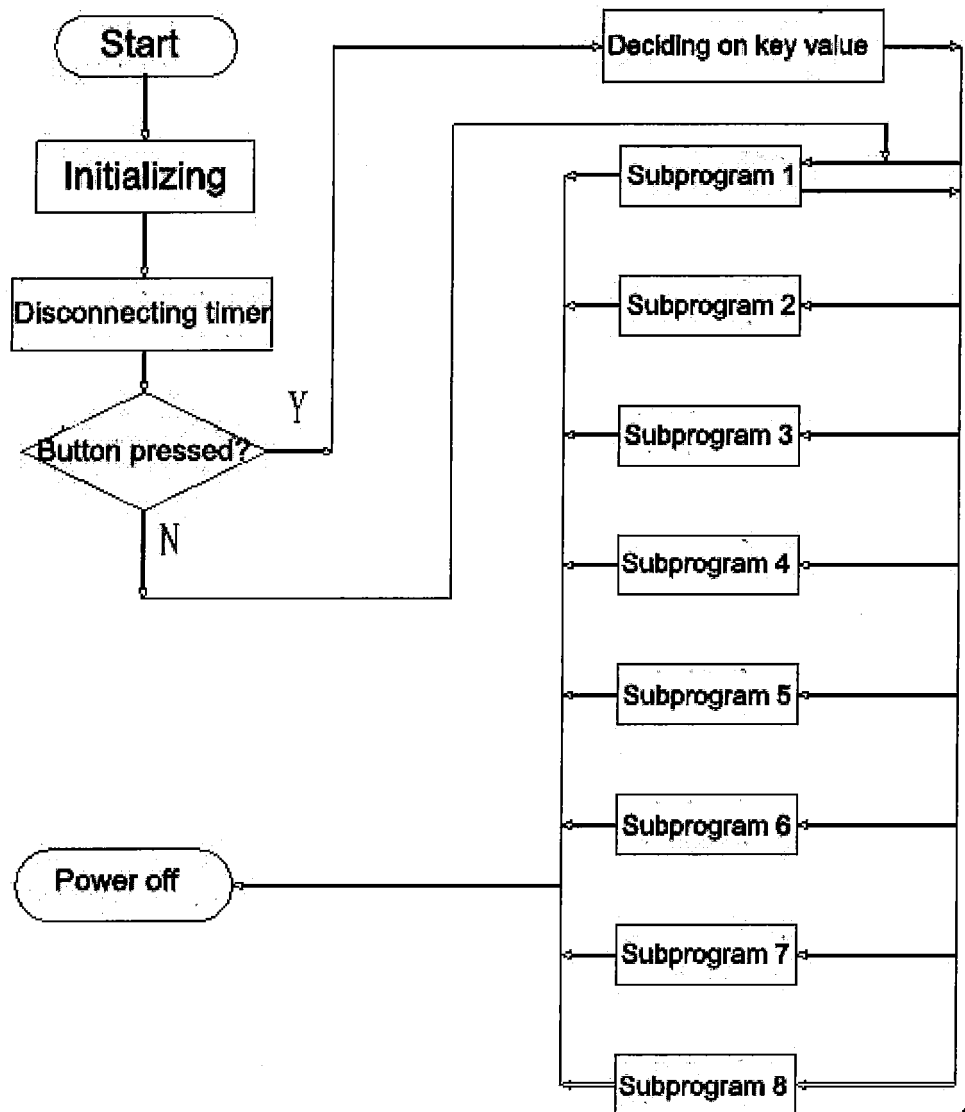 Start
Deciding on key value
Initializing
Subprogram 1
Disconnecting timer
Subprogram 2
Y
Button pressed?
Subprogram 3
N
Subprogram 4
Subprogram 5
Subprogram 6
Power off
Subprogram 7
Subprogram 8